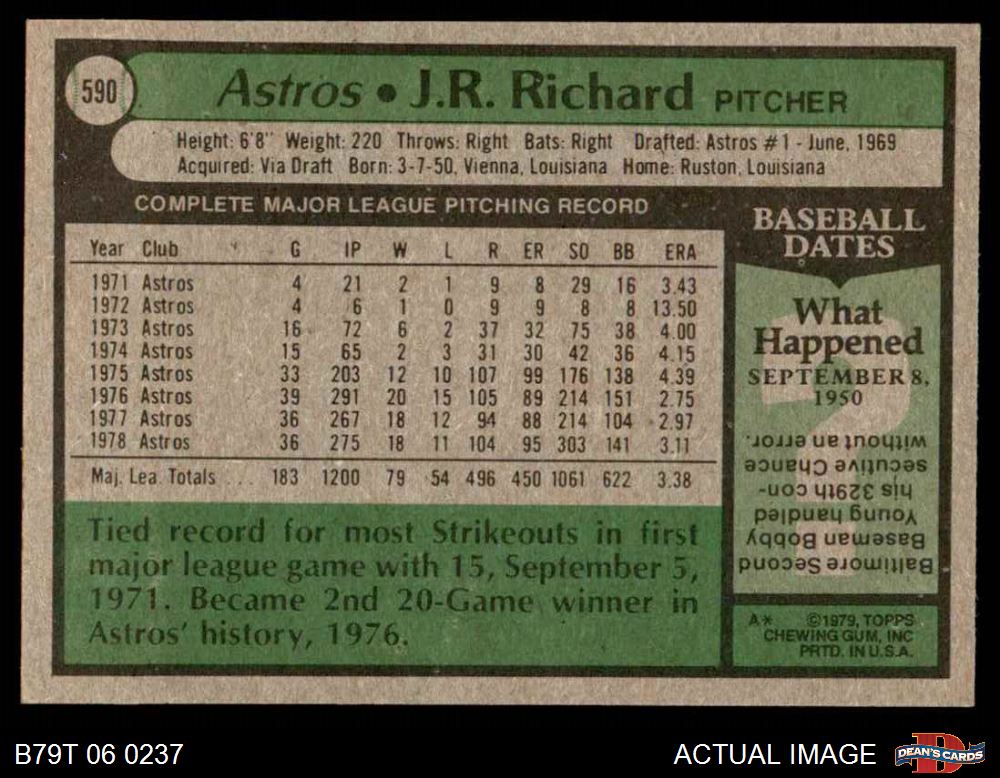 590
Astros • J.R. Richard PITCHER
Height: 6'8" Weight: 220 Throws: Right Bats: Right Drafted: Astros #1 - June, 1969
Acquired: Via Draft Born: 3-7-50, Vienna, Louisiana Home: Ruston, Louisiana
COMPLETE MAJOR LEAGUE PITCHING RECORD
Year Club G IP W L R ER SO BB ERA
1971 Astros 4 21 2 1 9 8 29 16 3.43
1972 Astros 4 6 1 0 9 9 8 8 13.50
1973 Astros 16 72 6 2 37 32 75 38 4.00
1974 Astros 15 65 2 3 31 30 42 36 4.15
1975 Astros 33 203 12 10 107 99 176 138 4.39
1976 Astros 39 291 20 15 105 89 214 151 2.75
1977 Astros 36 267 18 12 94 88 214 104 2.97
1978 Astros 36 275 18 11 104 95 303 141 3.11
Maj. Lea. Totals ... 183 1200 79 54 496 450 1061 622 3.38
Tied record for most Strikeouts in first
major league game with 15, September 5,
1971. Became 2nd 20-Game winner in
Astros' history, 1976.
BASEBALL
DATES
What
Happened
SEPTEMBER 8,
1950
Baltimore Second
Baseman Bobby
Young handled
his 329th con-
secutive Chance
without an error.
A* ©1979, TOPPS
CHEWING GUM, INC
PRTD. IN U.S.A.
B79T 06 0237
ACTUAL IMAGE
DEAN'S CARDS